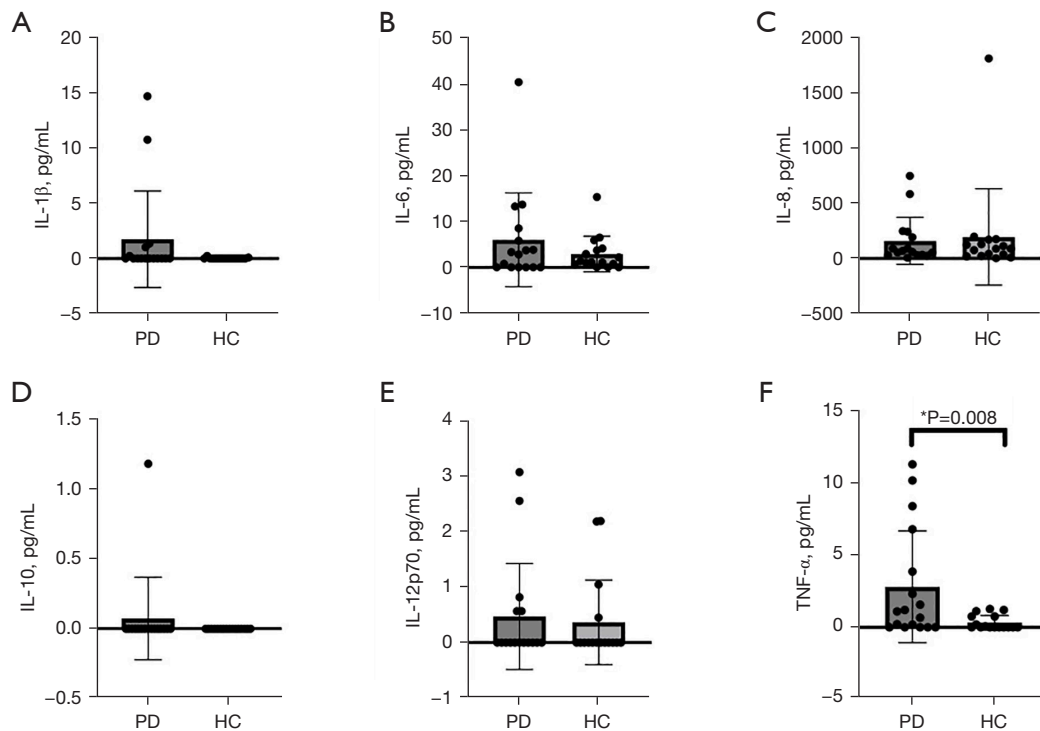 A
20
15
10
5
0
−5
IL-1β, pg/mL
PD HC
B
50
40
30
20
10
0
−10
IL-6, pg/mL
PD HC
C
2000
1500
1000
500
0
−500
IL-8, pg/mL
PD HC
D
1.5
1.0
0.5
0.0
−0.5
IL-10, pg/mL
PD HC
E
4
3
2
1
0
−1
IL-12p70, pg/mL
PD HC
F
*P=0.008
15
10
5
0
−5
TNF-α, pg/mL
PD HC